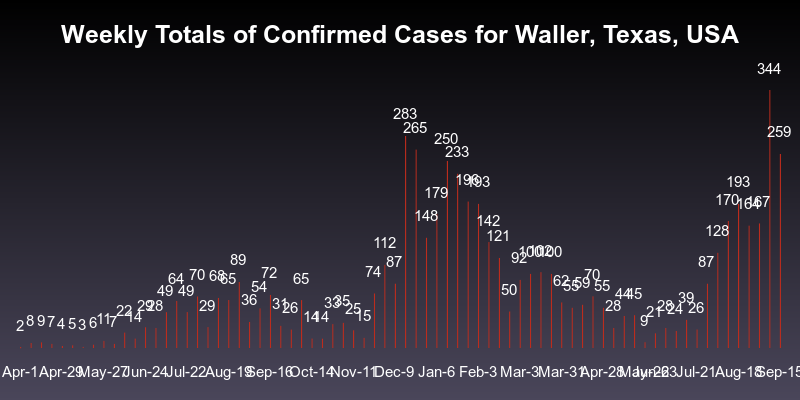 Weekly Totals of Confirmed Cases for Waller, Texas, USA
2 8 9 7 4 5 3 6 11 7 22 14 29 28 49 64 49 70 29 68 65 89 36 54 72 31 26 65 14 14 33 35 25 15 74 112 87 283 265 148 179 250 233 196 193 142 121 50 92 100 102 100 62 55 59 70 55 28 44 45 9 21 28 24 39 26 87 128 170 193 164 167 344 259
Apr-1 Apr-29 May-27 Jun-24 Jul-22 Aug-19 Sep-16 Oct-14 Nov-11 Dec-9 Jan-6 Feb-3 Mar-3 Mar-31 Apr-28 May-26 Jun-23 Jul-21 Aug-18 Sep-15